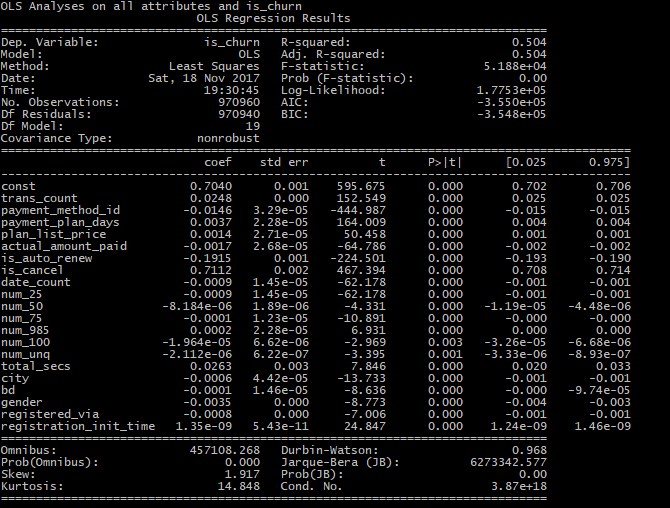 OLS Analyses on all attributes and is_churn
OLS Regression Results
==============================================================================
Dep. Variable: is_churn R-squared: 0.504
Model: OLS Adj. R-squared: 0.504
Method: Least Squares F-statistic: 5.188e+04
Date: Sat, 18 Nov 2017 Prob (F-statistic): 0.00
Time: 19:30:45 Log-Likelihood: 1.7753e+05
No. Observations: 970960 AIC: -3.550e+05
Df Residuals: 970940 BIC: -3.548e+05
Df Model: 19
Covariance Type: nonrobust
==========================================================================================
coef std err t P>|t| [0.025 0.975]
------------------------------------------------------------------------------------------
const 0.7040 0.001 595.675 0.000 0.702 0.706
trans_count 0.0248 0.000 152.549 0.000 0.025 0.025
payment_method_id -0.0146 3.29e-05 -444.987 0.000 -0.015 -0.015
payment_plan_days 0.0037 2.28e-05 164.009 0.000 0.004 0.004
plan_list_price 0.0014 2.71e-05 50.458 0.000 0.001 0.001
actual_amount_paid -0.0017 2.68e-05 -64.786 0.000 -0.002 -0.002
is_auto_renew -0.1915 0.001 -224.501 0.000 -0.193 -0.190
is_cancel 0.7112 0.002 467.394 0.000 0.708 0.714
date_count -0.0009 1.45e-05 -62.178 0.000 -0.001 -0.001
num_25 -0.0009 1.45e-05 -62.178 0.000 -0.001 -0.001
num_50 -8.184e-06 1.89e-06 -4.331 0.000 -1.19e-05 -4.48e-06
num_75 -0.0001 1.23e-05 -10.891 0.000 -0.000 -0.000
num_985 0.0002 2.28e-05 6.931 0.000 0.000 0.000
num_100 -1.964e-05 6.62e-06 -2.969 0.003 -3.26e-05 -6.68e-06
num_unq -2.112e-06 6.22e-07 -3.395 0.001 -3.33e-06 -8.93e-07
total_secs 0.0263 0.003 7.846 0.000 0.020 0.033
city -0.0006 4.42e-05 -13.733 0.000 -0.001 -0.001
bd -0.0001 1.46e-05 -8.636 0.000 -0.000 -9.74e-05
gender -0.0035 0.000 -8.773 0.000 -0.004 -0.003
registered_via -0.0008 0.000 -7.006 0.000 -0.001 -0.001
registration_init_time 1.35e-09 5.43e-11 24.847 0.000 1.24e-09 1.46e-09
==============================================================================
Omnibus: 457108.268 Durbin-Watson: 0.968
Prob(Omnibus): 0.000 Jarque-Bera (JB): 6273342.577
Skew: 1.917 Prob(JB): 0.00
Kurtosis: 14.848 Cond. No. 3.87e+18
==============================================================================